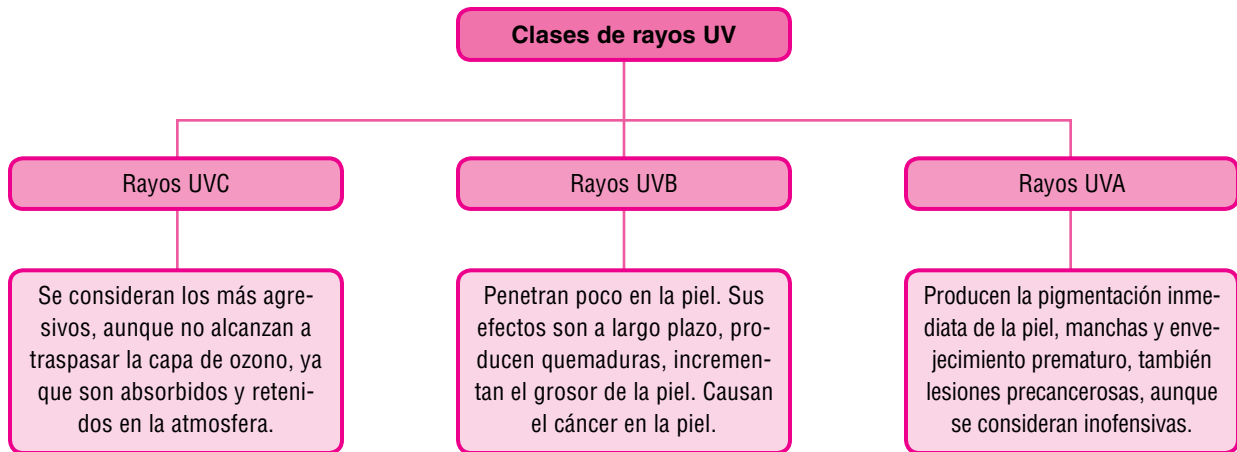 Clases de rayos UV
Rayos UVC
Rayos UVB
Rayos UVA
Se consideran los más agre-
sivos, aunque no alcanzan a
traspasar la capa de ozono, ya
que son absorbidos y reteni-
dos en la atmosfera.
Penetran poco en la piel. Sus
efectos son a largo plazo, pro-
ducen quemaduras, incremen-
tan el grosor de la piel. Causan
el cáncer en la piel.
Producen la pigmentación inme-
diata de la piel, manchas y enve-
jecimiento prematuro, también
lesiones precancerosas, aunque
se consideran inofensivas.